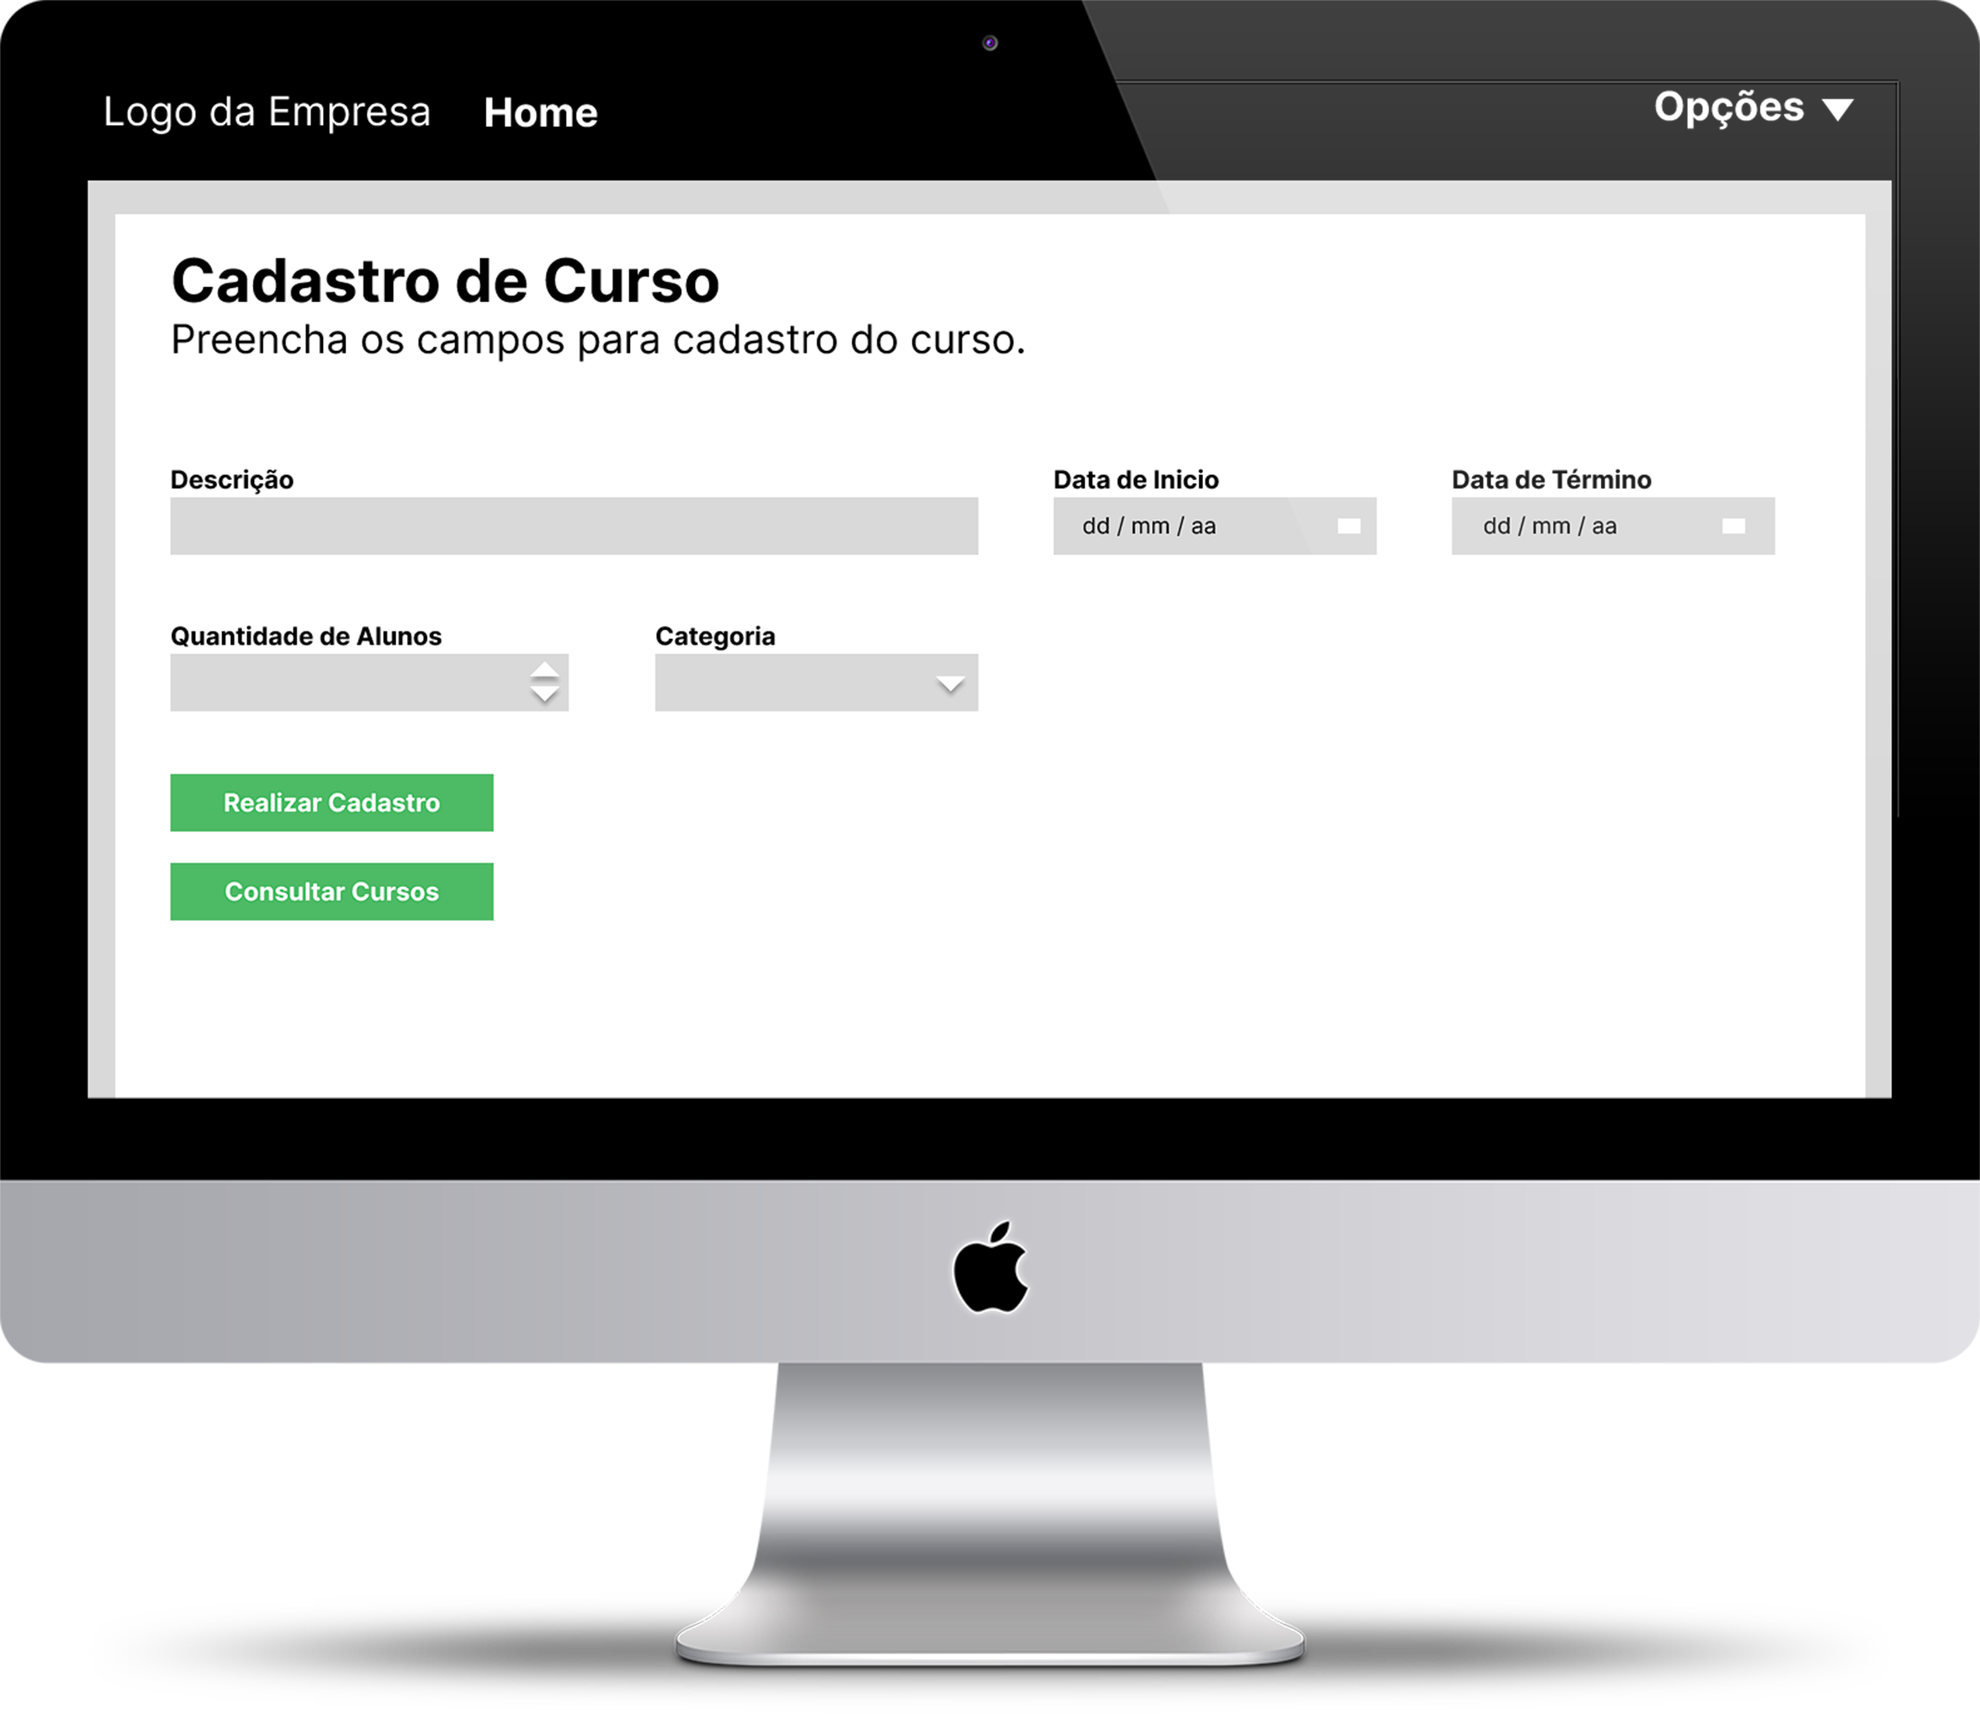 Logo da Empresa Home Opções
Cadastro de Curso
Preencha os campos para cadastro do curso.
Descrição Data de Inicio Data de Término
dd / mm / aa dd / mm / aa
Quantidade de Alunos Categoria
Realizar Cadastro
Consultar Cursos